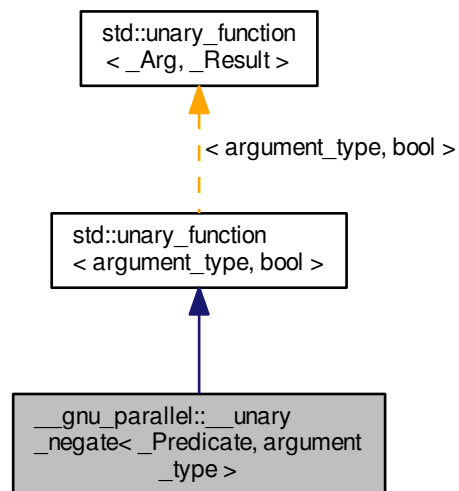 std::unary_function
< _Arg, _Result >
< argument_type, bool >
std::unary_function
< argument_type, bool >
__gnu_parallel::__unary
_negate< _Predicate, argument
_type >